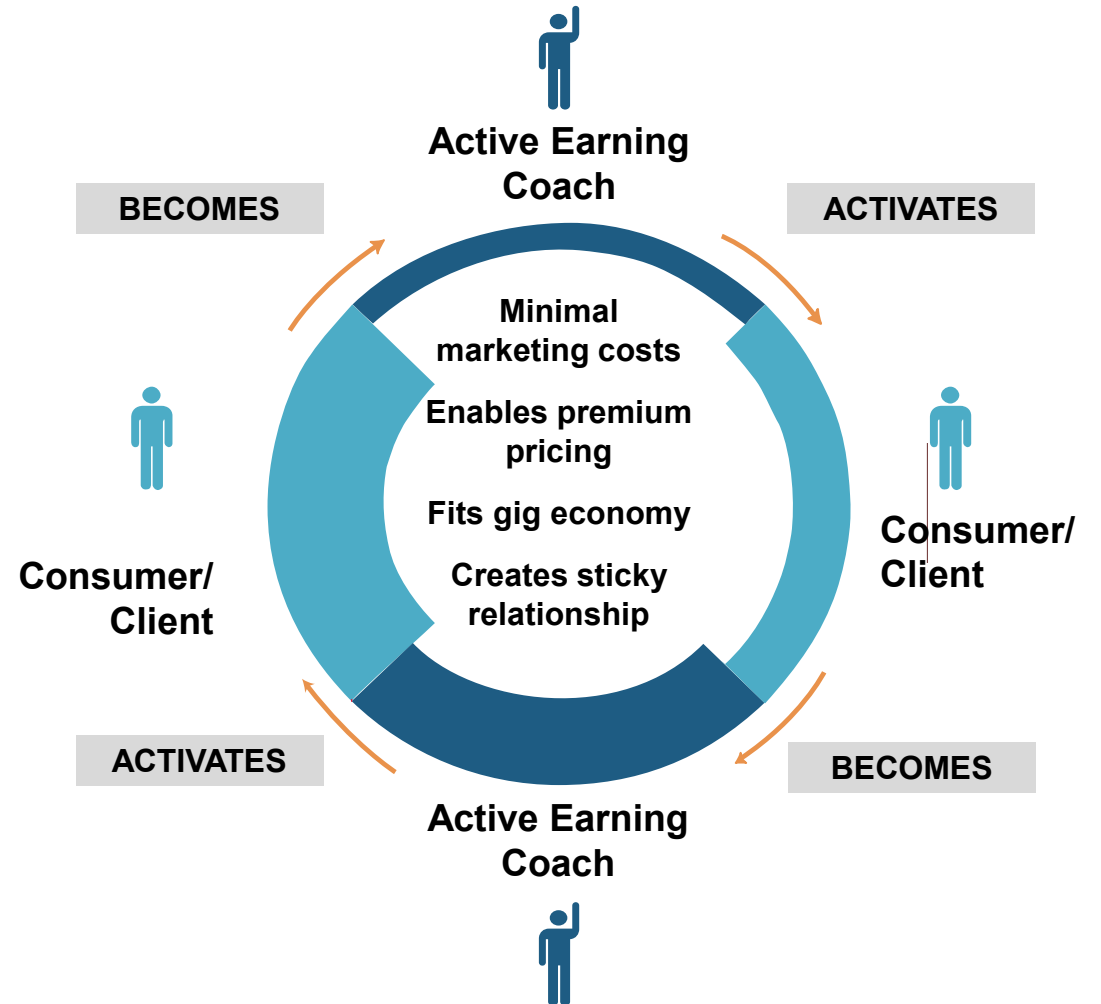 Active Earning
Coach
BECOMES
ACTIVATES
Minimal
marketing costs
Enables premium
pricing
Fits gig economy
Creates sticky
relationship
Consumer/
Client
Consumer/
Client
ACTIVATES
BECOMES
Active Earning
Coach